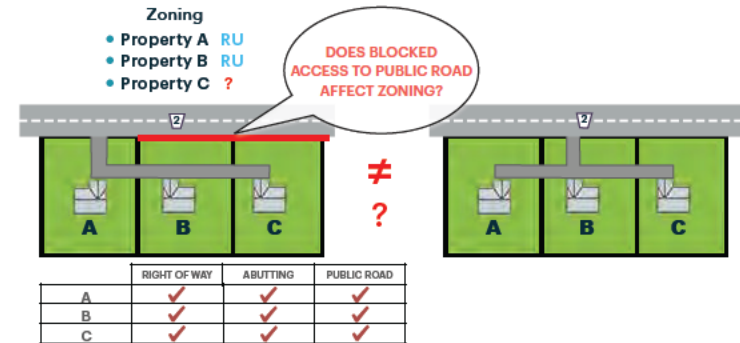 Zoning
• Property A RU
• Property B RU
• Property C ?
DOES BLOCKED
ACCESS TO PUBLIC ROAD
AFFECT ZONING?
2
2
≠
?
A B C
A B C
RIGHT OF WAY ABUTTING PUBLIC ROAD
A ✓ ✓ ✓
B ✓ ✓ ✓
C ✓ ✓ ✓